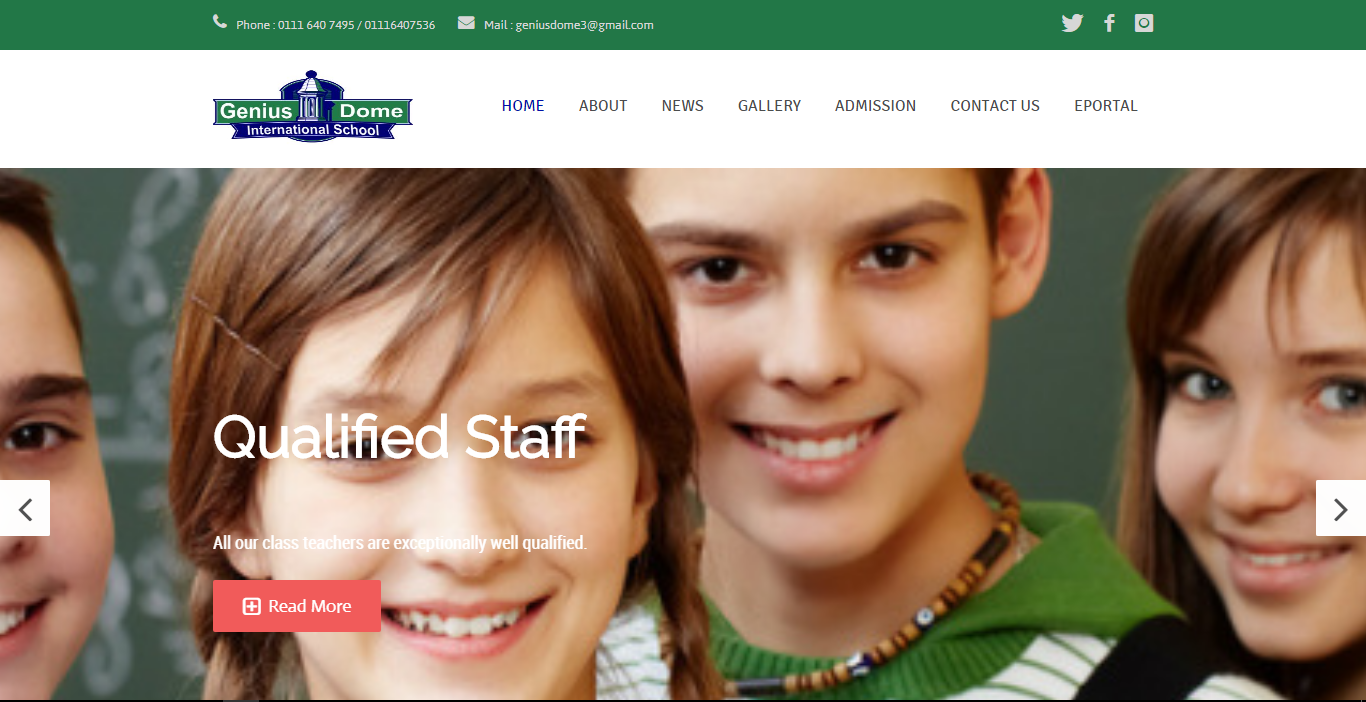 Phone : 0111 640 7495 / 01116407536
Mail : geniusdome3@gmail.com
Genius Dome
International School
HOME ABOUT NEWS GALLERY ADMISSION CONTACT US EPORTAL
Qualified Staff
All our class teachers are exceptionally well qualified.
Read More